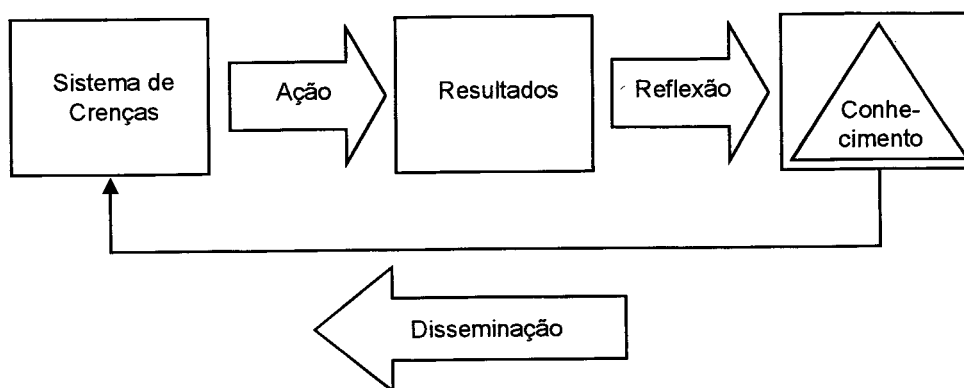 Sistema de
Crenças
Ação
Resultados
Reflexão
Conhe-
cimento
Disseminação